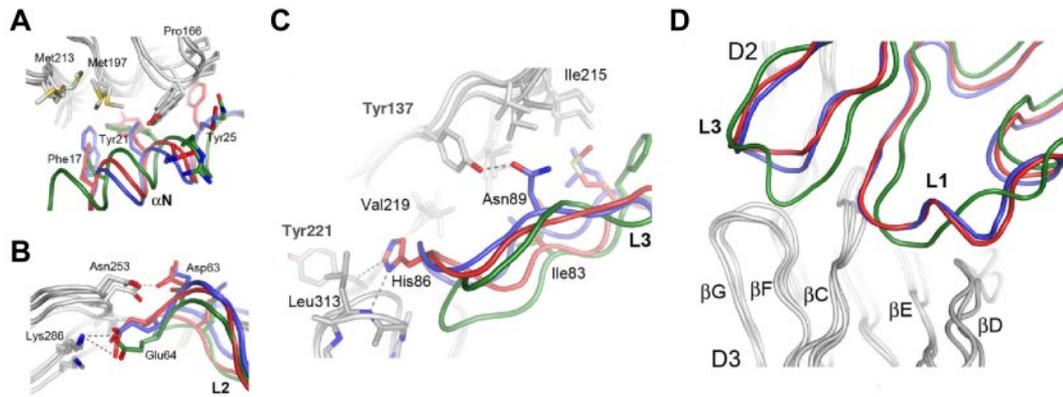 A
Pro166
Met213
Met197
Tyr21
Tyr25
Phe17
αN
B
Asn253
Asp63
Lys286
Glu64
L2
C
Ile215
Tyr137
Asn89
Val219
L3
Tyr221
His86
Ile83
Leu313
D
D2
L3
L1
βG
βF
βC
βE
βD
D3